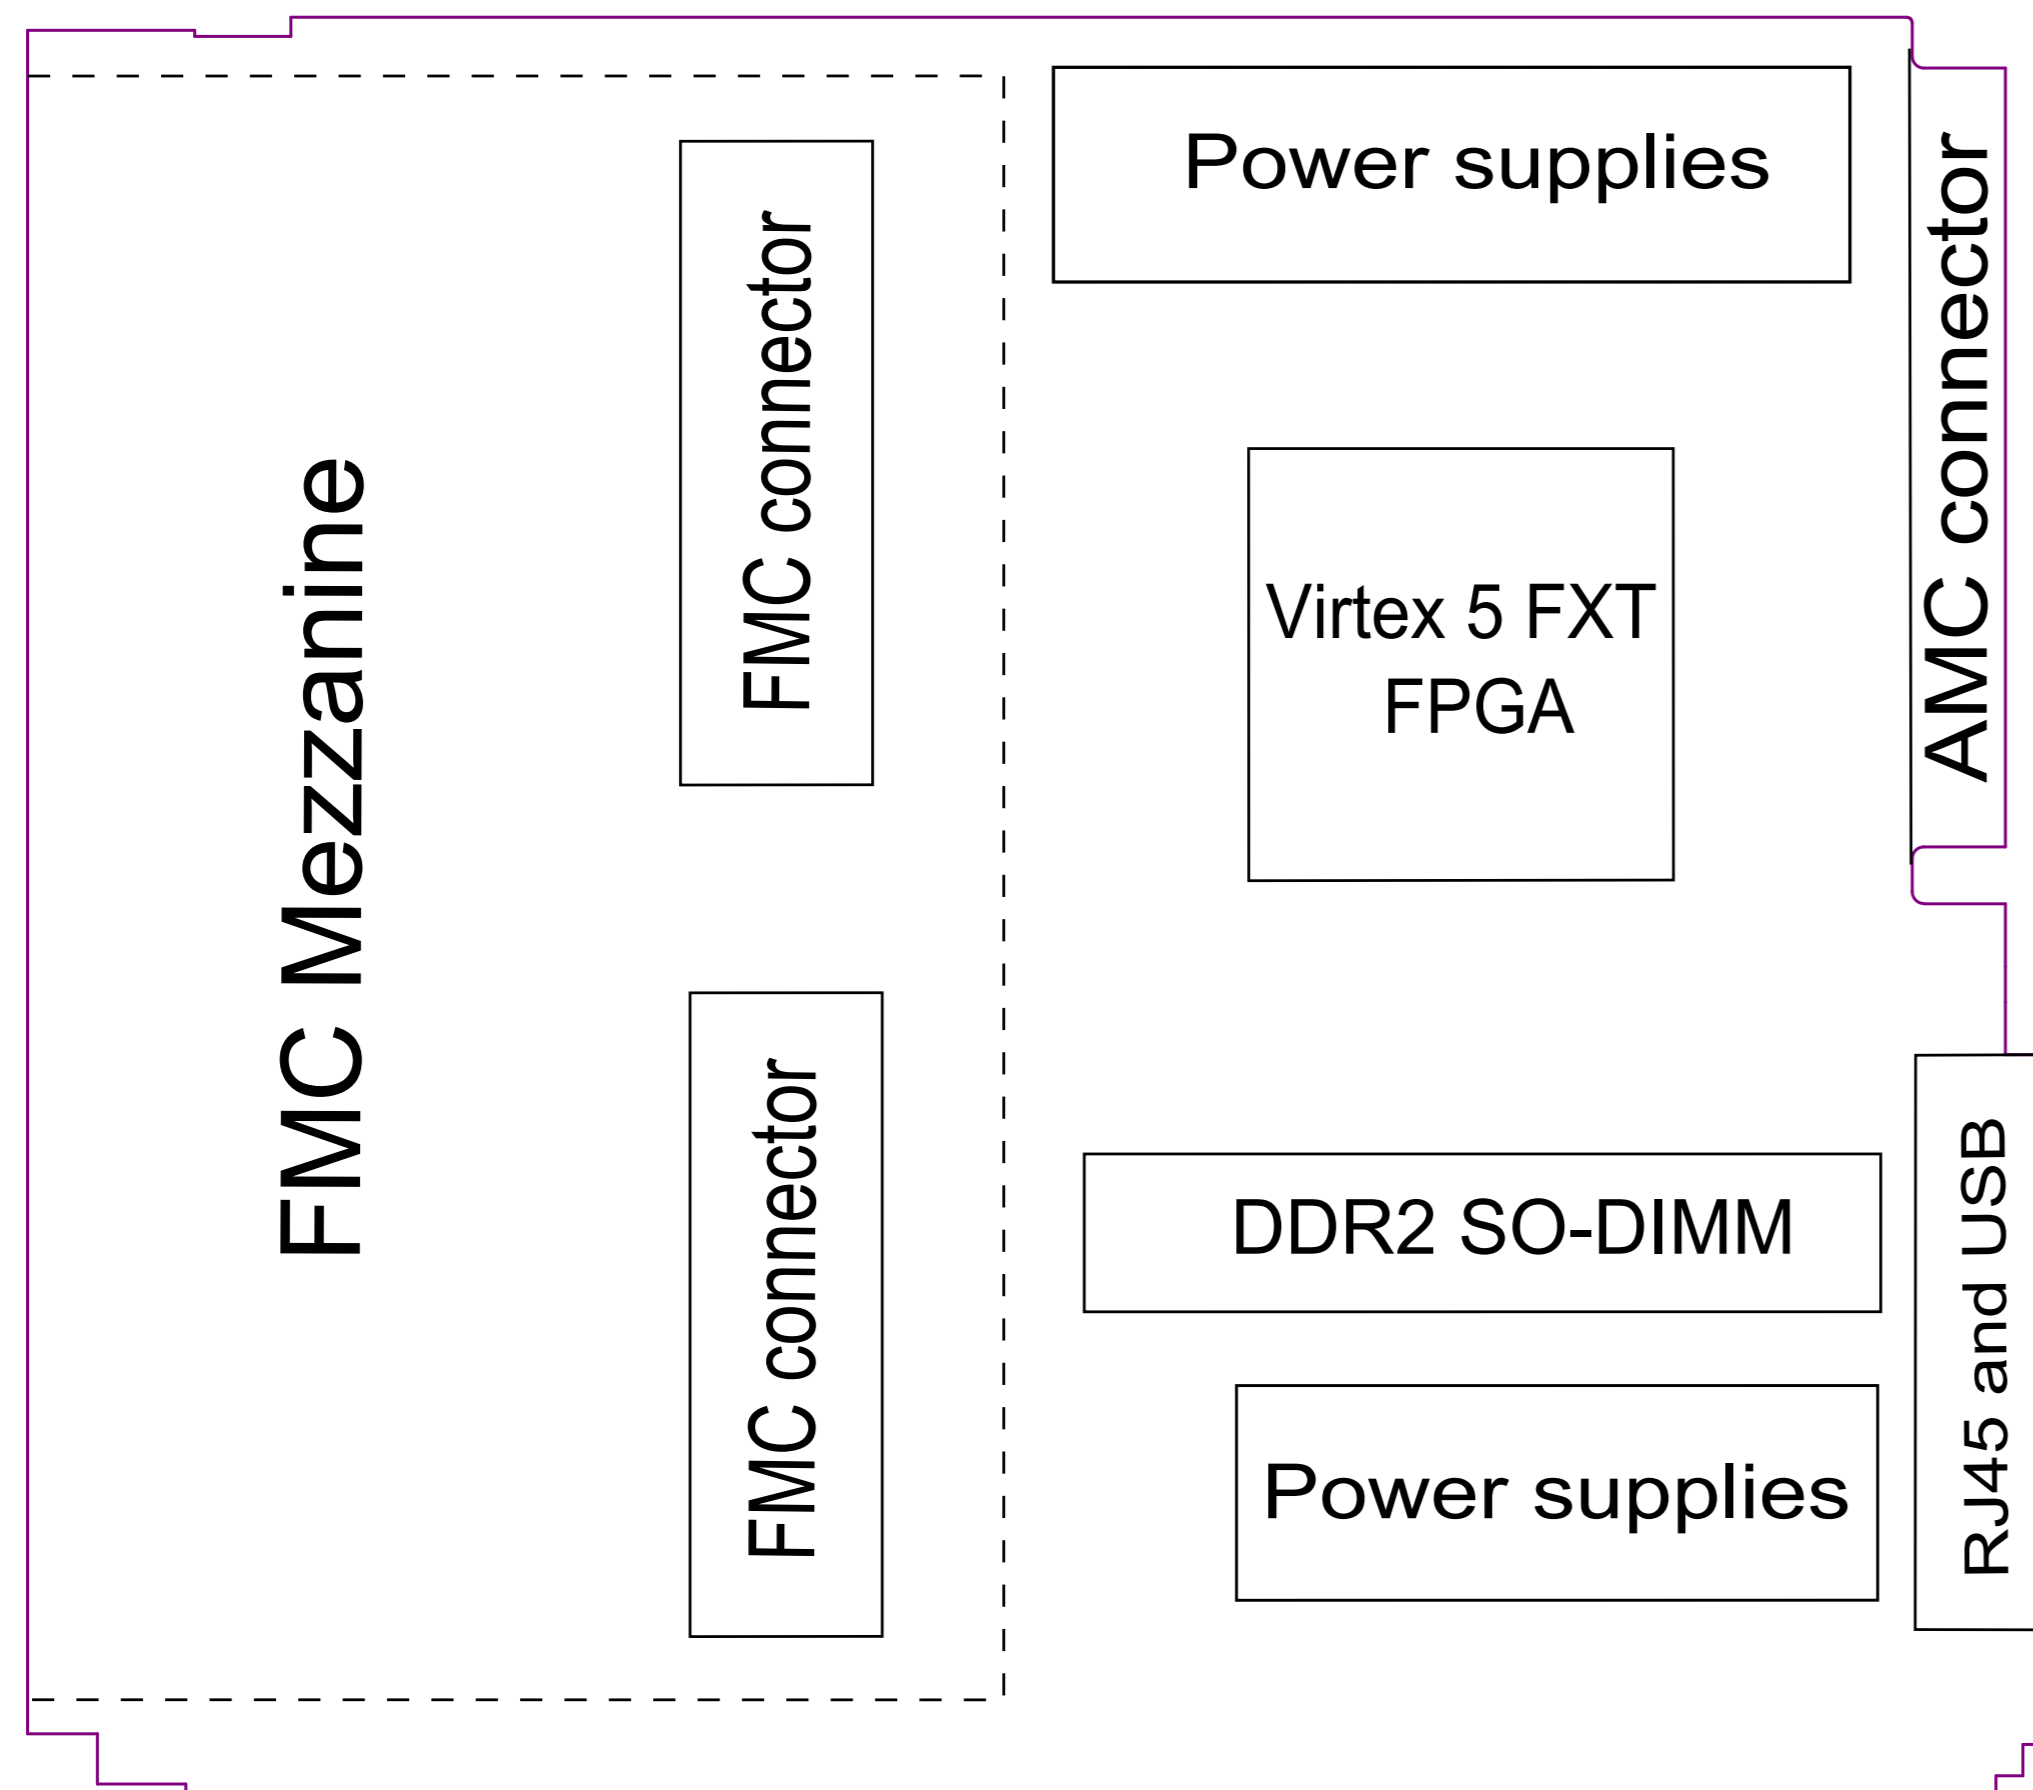 FMC Mezzanine
FMC connector
FMC connector
Power supplies
Virtex 5 FXT
FPGA
DDR2 SO-DIMM
Power supplies
AMC connector
RJ45 and USB